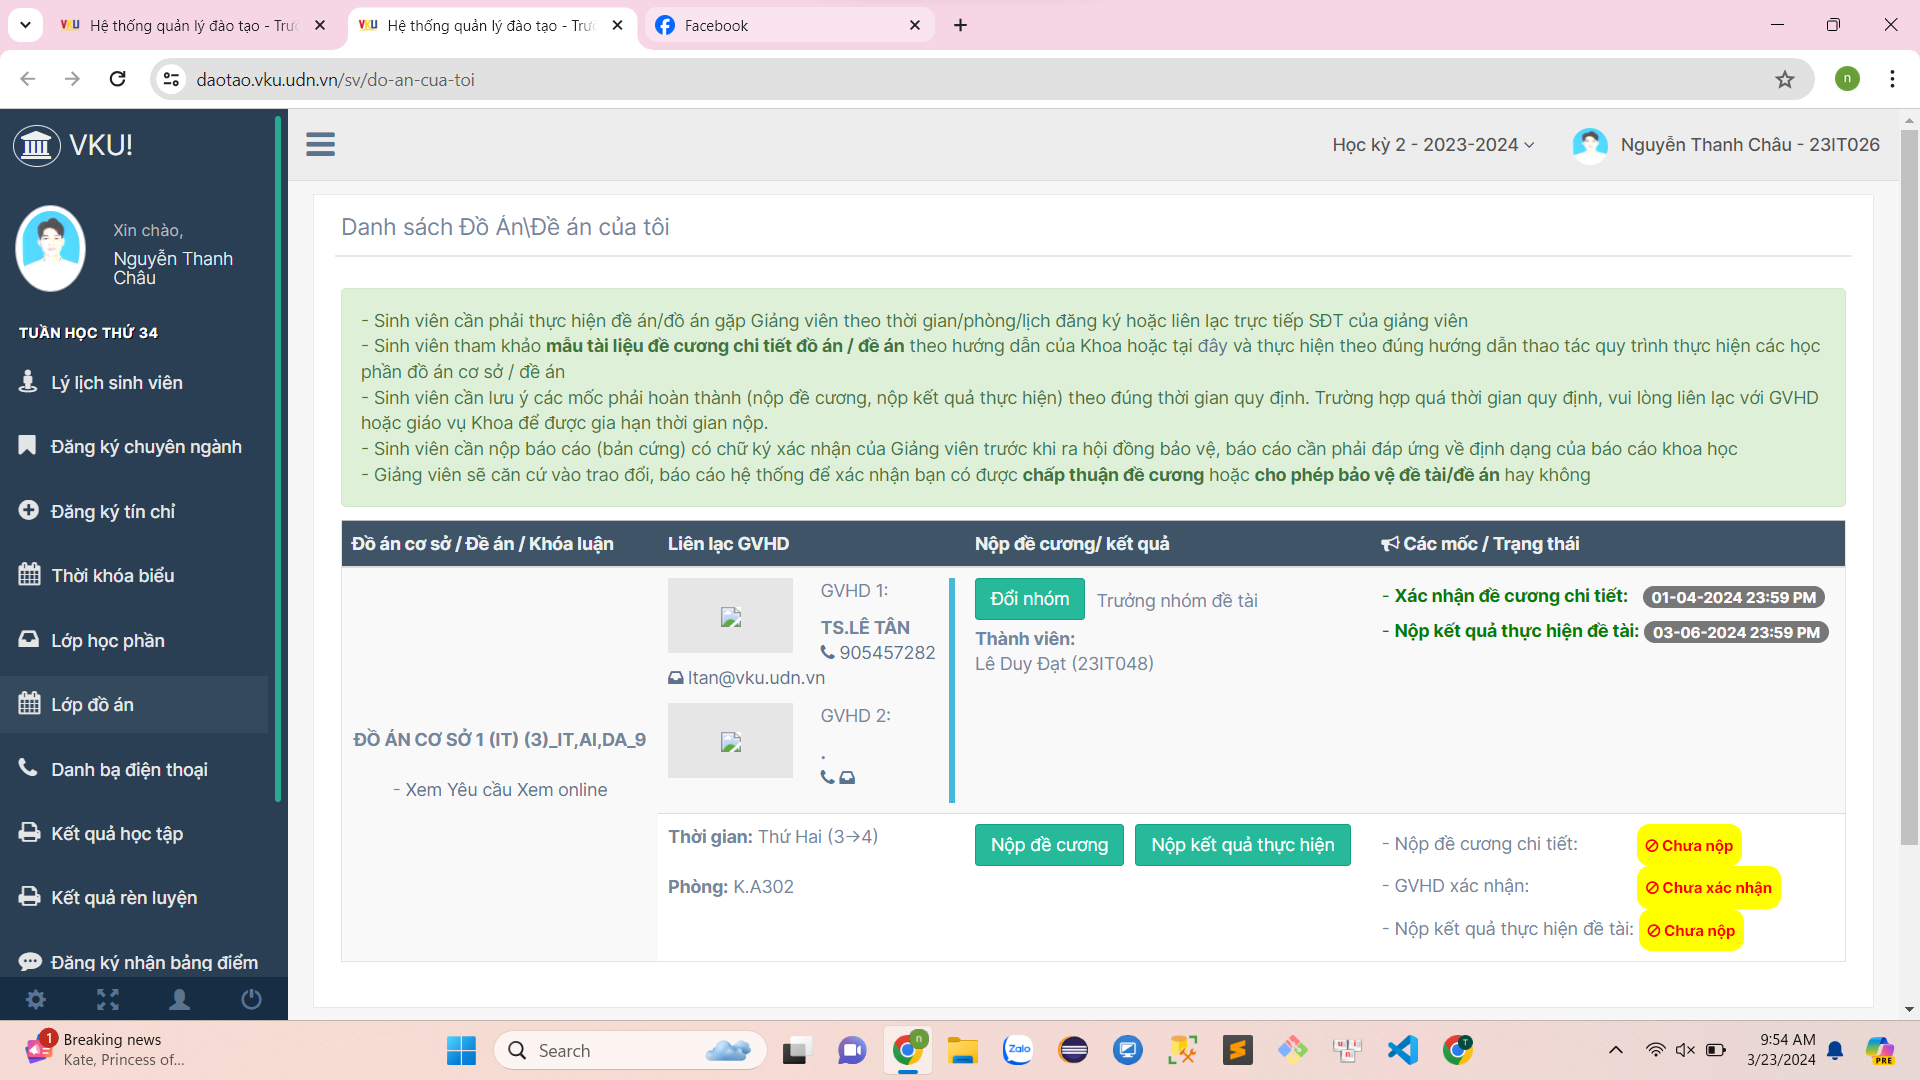 Hệ thống quản lý đào tạo - Trườ
Hệ thống quản lý đào tạo - Trườ
Facebook
daotao.vku.udn.vn/sv/do-an-cua-toi
n
VKU!
Học kỳ 2 - 2023-2024
Nguyễn Thanh Châu - 23IT026
Xin chào,
Nguyễn Thanh
Châu
TUẦN HỌC THỨ 34
Lý lịch sinh viên
Đăng ký chuyên ngành
Đăng ký tín chỉ
Thời khóa biểu
Lớp học phần
Lớp đồ án
Danh bạ điện thoại
Kết quả học tập
Kết quả rèn luyện
Đăng ký nhận bảng điểm
Danh sách Đồ Án\Đề án của tôi
- Sinh viên cần phải thực hiện đề án/đồ án gặp Giảng viên theo thời gian/phòng/lịch đăng ký hoặc liên lạc trực tiếp SĐT của giảng viên
- Sinh viên tham khảo mẫu tài liệu đề cương chi tiết đồ án / đề án theo hướng dẫn của Khoa hoặc tại đây và thực hiện theo đúng hướng dẫn thao tác quy trình thực hiện các học
phần đồ án cơ sở / đề án
- Sinh viên cần lưu ý các mốc phải hoàn thành (nộp đề cương, nộp kết quả thực hiện) theo đúng thời gian quy định. Trường hợp quá thời gian quy định, vui lòng liên lạc với GVHD
hoặc giáo vụ Khoa để được gia hạn thời gian nộp.
- Sinh viên cần nộp báo cáo (bản cứng) có chữ ký xác nhận của Giảng viên trước khi ra hội đồng bảo vệ, báo cáo cần phải đáp ứng về định dạng của báo cáo khoa học
- Giảng viên sẽ căn cứ vào trao đổi, báo cáo hệ thống để xác nhận bạn có được chấp thuận đề cương hoặc cho phép bảo vệ đề tài/đề án hay không
Đồ án cơ sở / Đề án / Khóa luận
Liên lạc GVHD
Nộp đề cương/ kết quả
Các mốc / Trạng thái
ĐỒ ÁN CƠ SỞ 1 (IT) (3)_IT,AI,DA_9
- Xem Yêu cầu Xem online
GVHD 1:
TS.LÊ TÂN
905457282
ltan@vku.udn.vn
GVHD 2:
.
Đổi nhóm
Trưởng nhóm đề tài
Thành viên:
Lê Duy Đạt (23IT048)
- Xác nhận đề cương chi tiết: 01-04-2024 23:59 PM
- Nộp kết quả thực hiện đề tài: 03-06-2024 23:59 PM
Thời gian: Thứ Hai (3→4)
Phòng: K.A302
Nộp đề cương
Nộp kết quả thực hiện
- Nộp đề cương chi tiết: Chưa nộp
- GVHD xác nhận: Chưa xác nhận
- Nộp kết quả thực hiện đề tài: Chưa nộp
1
Breaking news
Kate, Princess of...
Search
n
Zalo
T
9:54 AM
3/23/2024
PRE